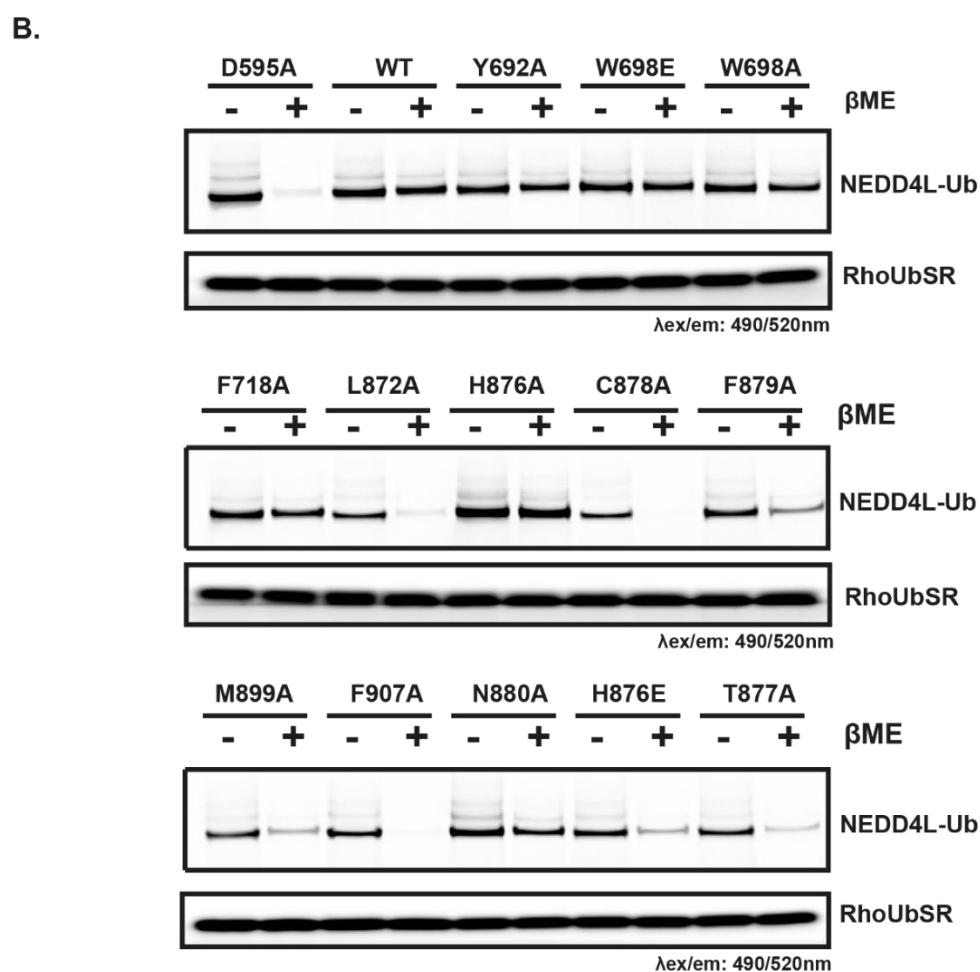 B.
D595A WT Y692A W698E W698A
- + - + - + - + - + βME
NEDD4L-Ub
RhoUbSR
λex/em: 490/520nm
F718A L872A H876A C878A F879A
- + - + - + - + - + βME
NEDD4L-Ub
RhoUbSR
λex/em: 490/520nm
M899A F907A N880A H876E T877A
- + - + - + - + - + βME
NEDD4L-Ub
RhoUbSR
λex/em: 490/520nm